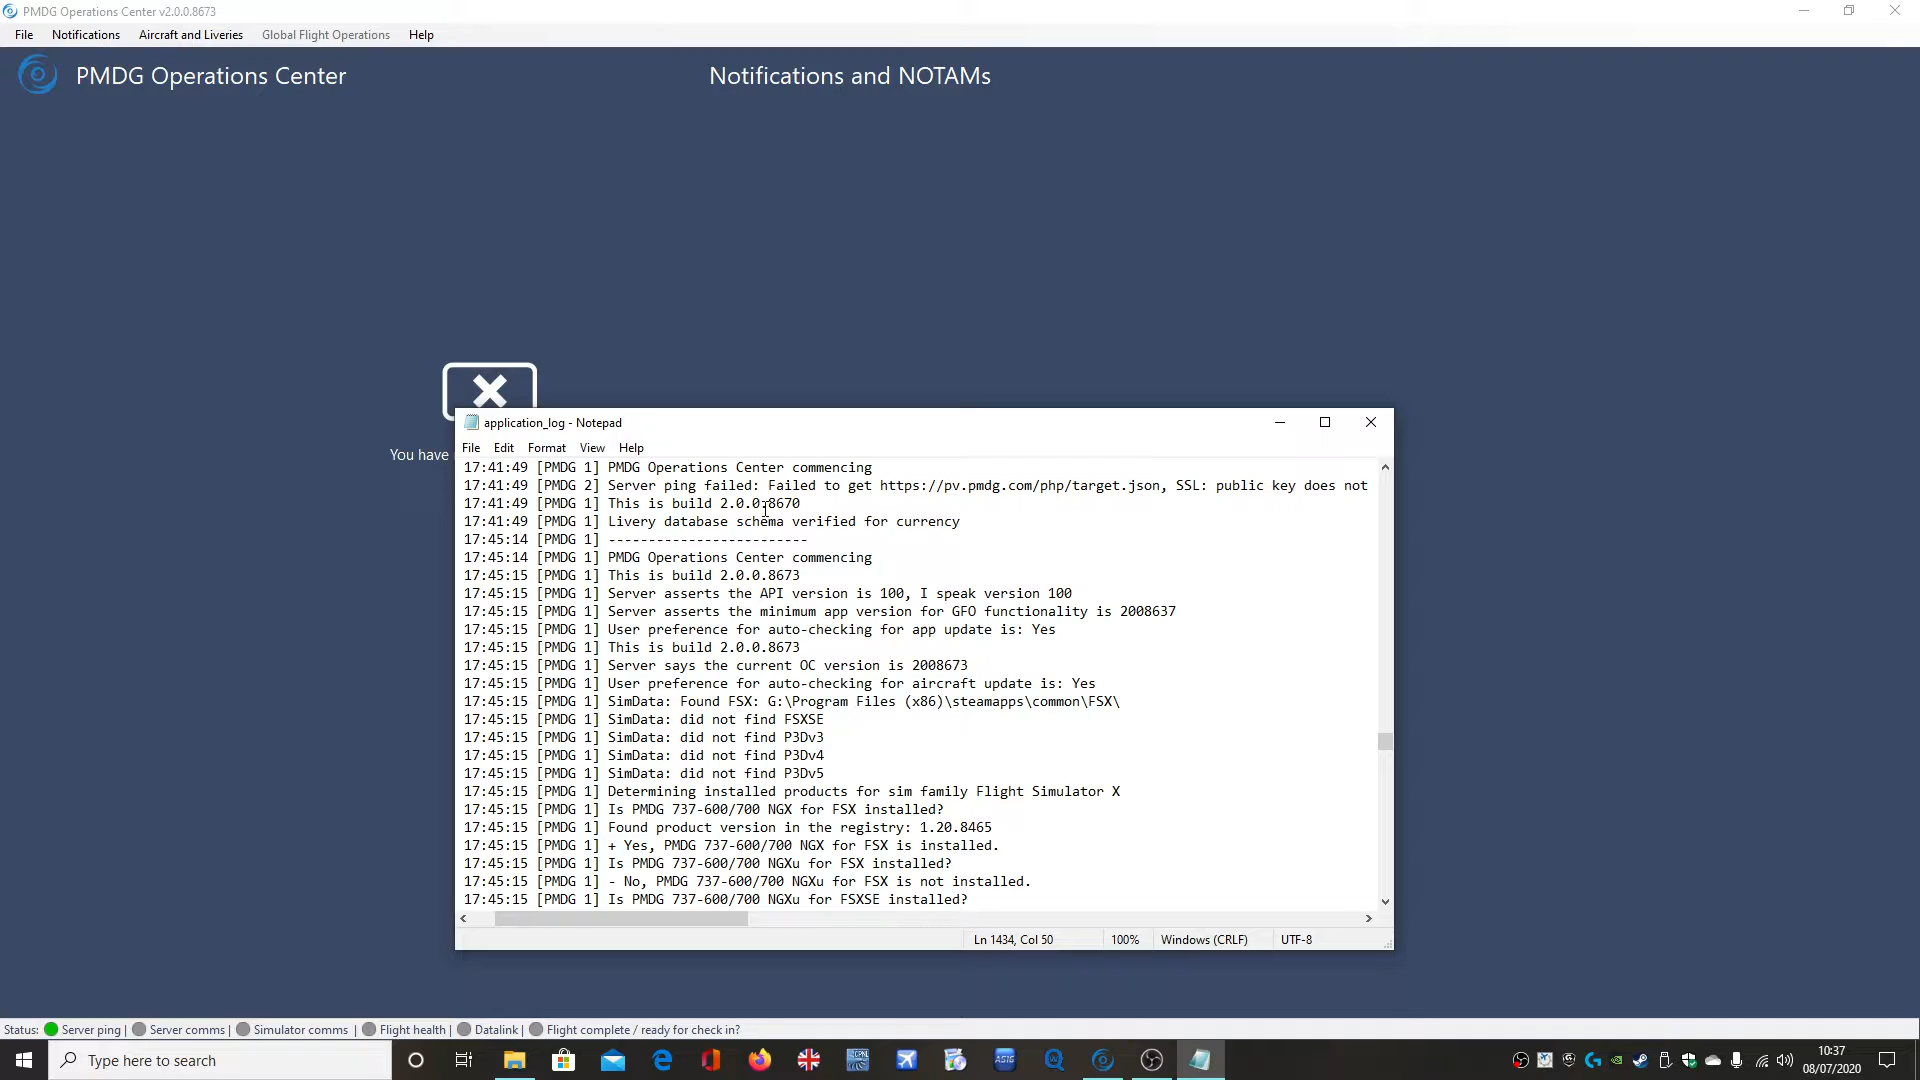 PMDG Operations Center v2.0.0.8673
File Notifications Aircraft and Liveries Global Flight Operations Help
PMDG Operations Center
Notifications and NOTAMs
You have
application_log - Notepad
File Edit Format View Help
17:41:49 [PMDG 1] PMDG Operations Center commencing
17:41:49 [PMDG 2] Server ping failed: Failed to get https://pv.pmdg.com/php/target.json, SSL: public key does not
17:41:49 [PMDG 1] This is build 2.0.0.8670
17:41:49 [PMDG 1] Livery database schema verified for currency
17:45:14 [PMDG 1] -------------------------
17:45:14 [PMDG 1] PMDG Operations Center commencing
17:45:15 [PMDG 1] This is build 2.0.0.8673
17:45:15 [PMDG 1] Server asserts the API version is 100, I speak version 100
17:45:15 [PMDG 1] Server asserts the minimum app version for GFO functionality is 2008637
17:45:15 [PMDG 1] User preference for auto-checking for app update is: Yes
17:45:15 [PMDG 1] This is build 2.0.0.8673
17:45:15 [PMDG 1] Server says the current OC version is 2008673
17:45:15 [PMDG 1] User preference for auto-checking for aircraft update is: Yes
17:45:15 [PMDG 1] SimData: Found FSX: G:\Program Files (x86)\steamapps\common\FSX\
17:45:15 [PMDG 1] SimData: did not find FSXSE
17:45:15 [PMDG 1] SimData: did not find P3Dv3
17:45:15 [PMDG 1] SimData: did not find P3Dv4
17:45:15 [PMDG 1] SimData: did not find P3Dv5
17:45:15 [PMDG 1] Determining installed products for sim family Flight Simulator X
17:45:15 [PMDG 1] Is PMDG 737-600/700 NGX for FSX installed?
17:45:15 [PMDG 1] Found product version in the registry: 1.20.8465
17:45:15 [PMDG 1] + Yes, PMDG 737-600/700 NGX for FSX is installed.
17:45:15 [PMDG 1] Is PMDG 737-600/700 NGXu for FSX installed?
17:45:15 [PMDG 1] - No, PMDG 737-600/700 NGXu for FSX is not installed.
17:45:15 [PMDG 1] Is PMDG 737-600/700 NGXu for FSXSE installed?
Ln 1434, Col 50 100% Windows (CRLF) UTF-8
Status: Server ping | Server comms | Simulator comms | Flight health | Datalink | Flight complete / ready for check in?
Type here to search
ASIG
10:37
08/07/2020